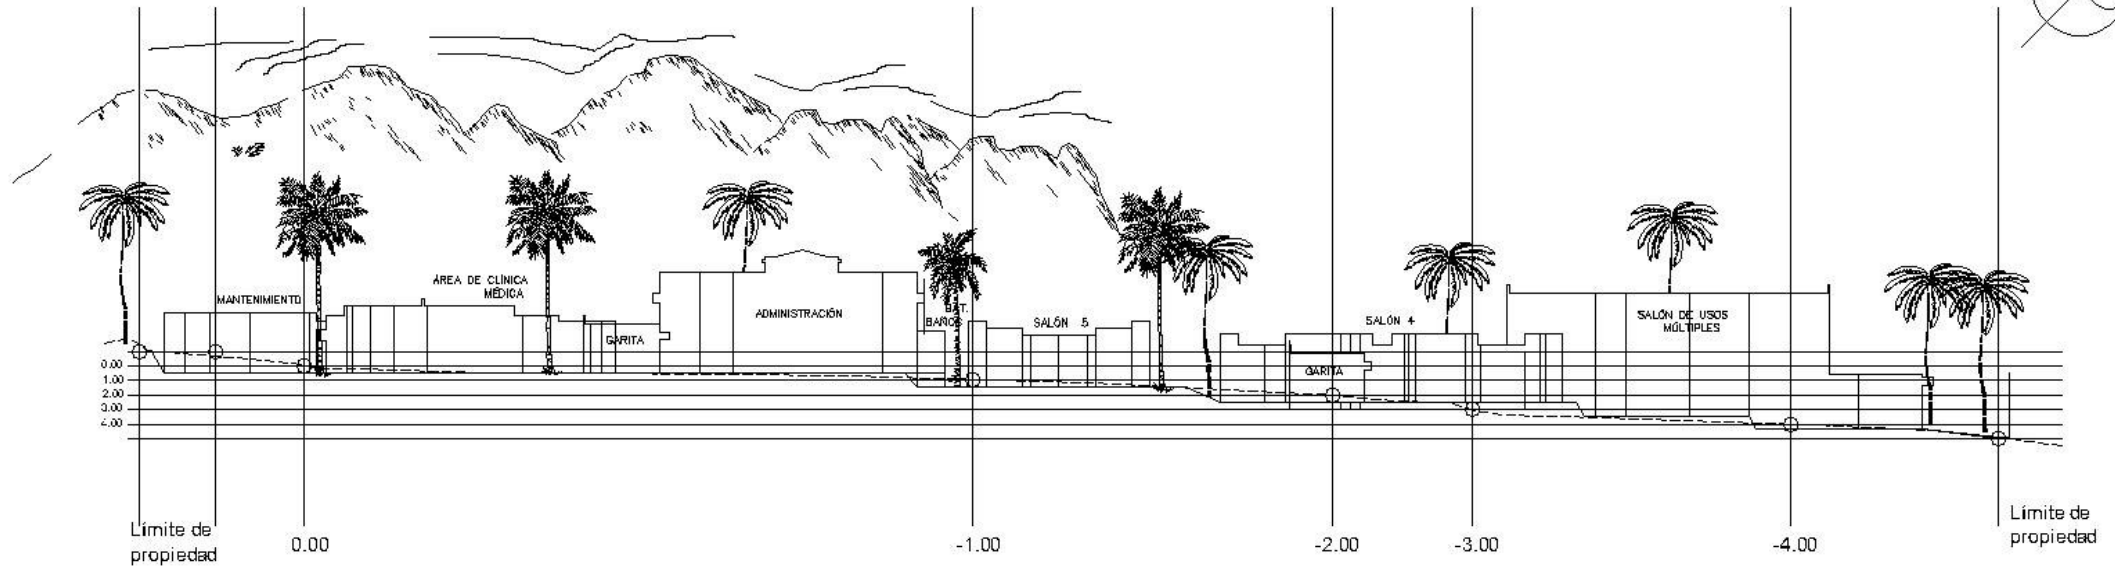 ÁREA DE CLÍNICA
MÉDICA
MANTENIMIENTO
GARITA
ADMINISTRACIÓN
BAT.
BAÑOS
SALÓN 5
SALÓN 4
GARITA
SALÓN DE USOS
MÚLTIPLES
0.00
1.00
2.00
3.00
4.00
Límite de
propiedad
0.00
-1.00
-2.00
-3.00
-4.00
Límite de
propiedad